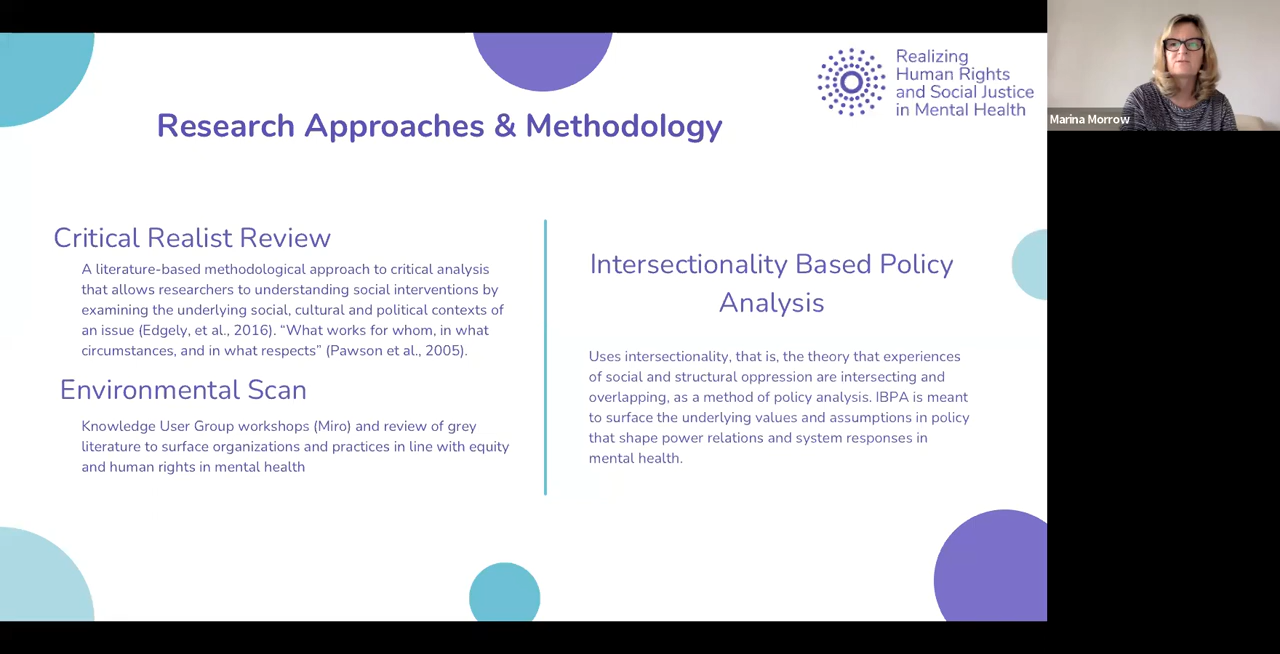 Realizing
Human Rights
and Social Justice
in Mental Health
Marina Morrow
Research Approaches & Methodology
Critical Realist Review
A literature-based methodological approach to critical analysis
that allows researchers to understanding social interventions by
examining the underlying social, cultural and political contexts of
an issue (Edgely, et al., 2016). “What works for whom, in what
circumstances, and in what respects” (Pawson et al., 2005).
Environmental Scan
Knowledge User Group workshops (Miro) and review of grey
literature to surface organizations and practices in line with equity
and human rights in mental health
Intersectionality Based Policy
Analysis
Uses intersectionality, that is, the theory that experiences
of social and structural oppression are intersecting and
overlapping, as a method of policy analysis. IBPA is meant
to surface the underlying values and assumptions in policy
that shape power relations and system responses in
mental health.